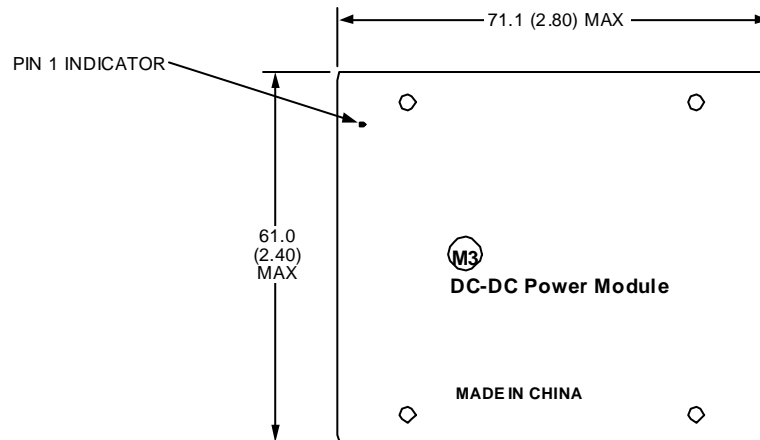 71.1 (2.80) MAX
PIN 1 INDICATOR
61.0
(2.40)
MAX
M3
DC-DC Power Module
MADE IN CHINA